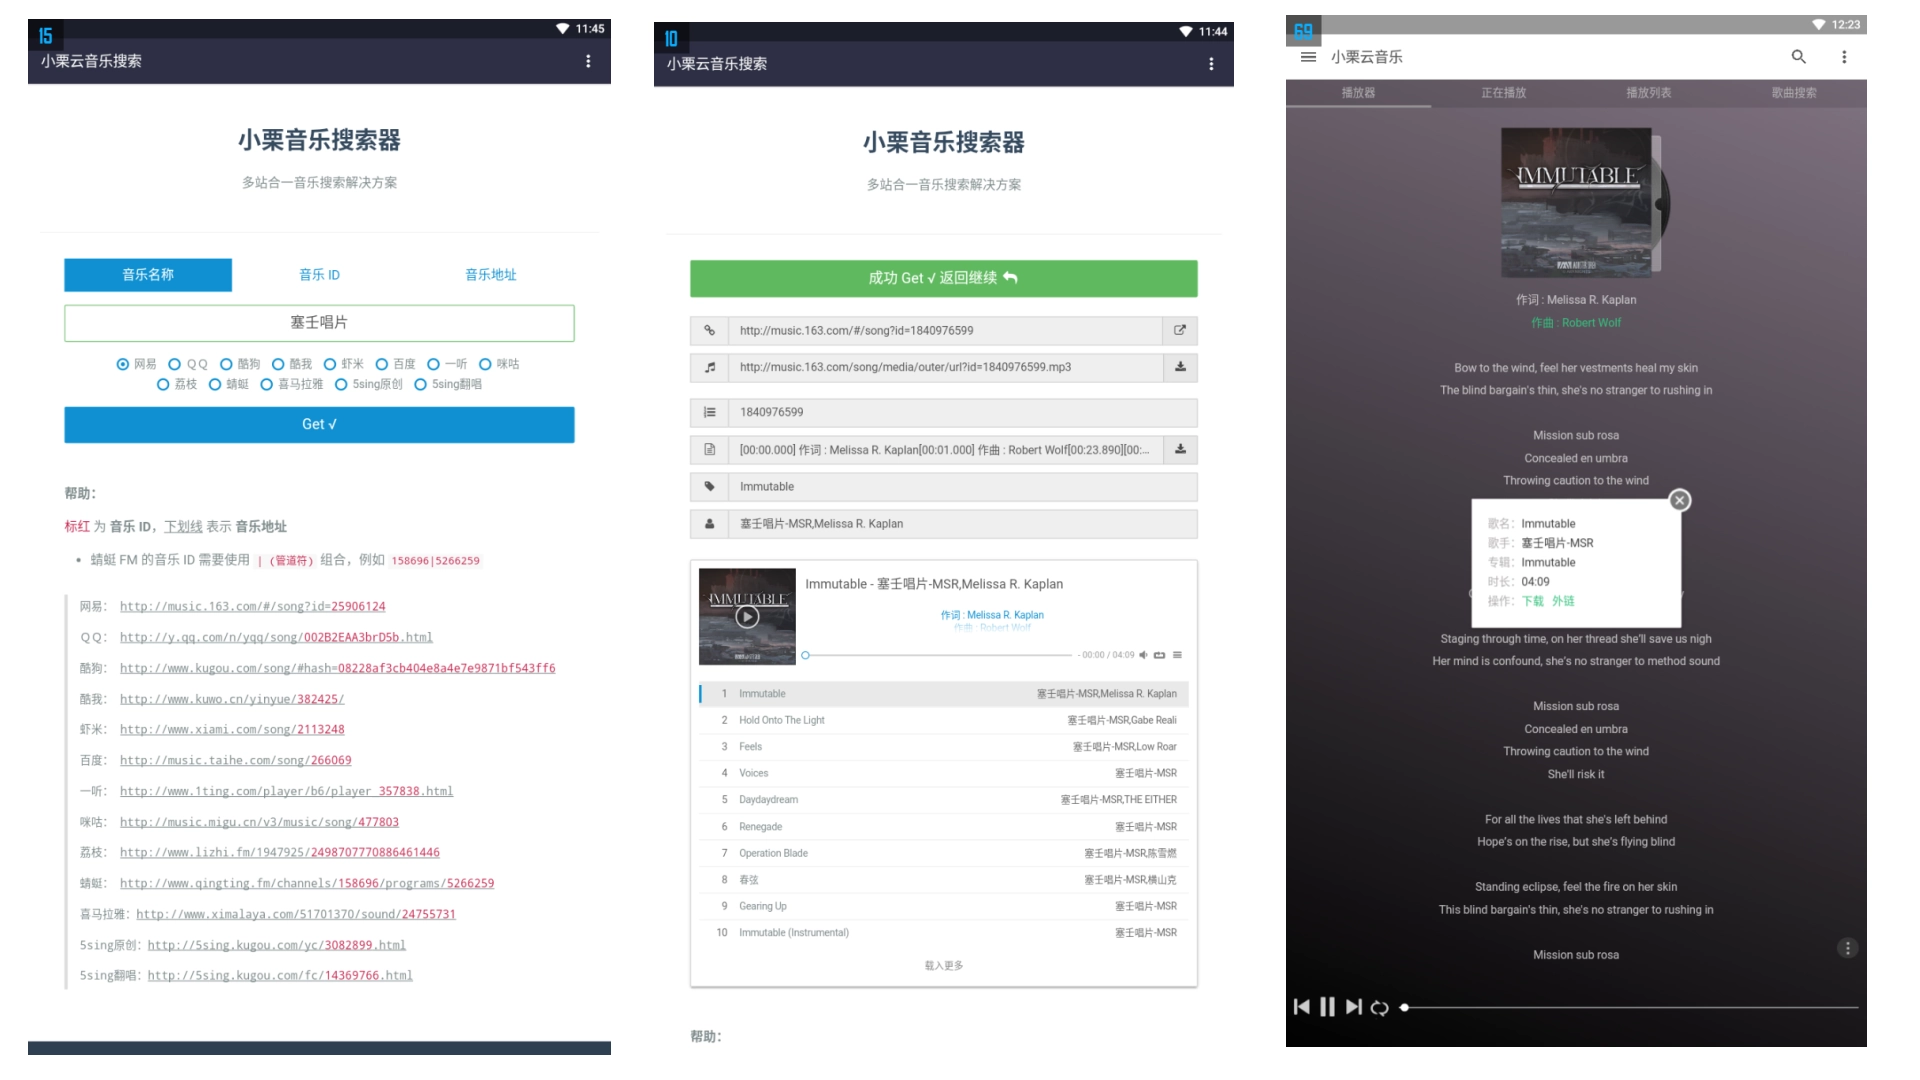 15
11:45
小栗云音乐搜索
小栗音乐搜索器
多站合一音乐搜索解决方案
音乐名称 音乐 ID 音乐地址
塞壬唱片
网易 ＱＱ 酷狗 酷我 虾米 百度 一听 咪咕
荔枝 蜻蜓 喜马拉雅 5sing原创 5sing翻唱
Get √
帮助：
标红 为 音乐 ID，下划线 表示 音乐地址
• 蜻蜓 FM 的音乐 ID 需要使用 | (管道符) 组合，例如 158696|5266259
网易： http://music.163.com/#/song?id=25906124
ＱＱ： http://y.qq.com/n/yqq/song/002B2EAA3brD5b.html
酷狗： http://www.kugou.com/song/#hash=08228af3cb404e8a4e7e9871bf543ff6
酷我： http://www.kuwo.cn/yinyue/382425/
虾米： http://www.xiami.com/song/2113248
百度： http://music.taihe.com/song/266069
一听： http://www.1ting.com/player/b6/player_357838.html
咪咕： http://music.migu.cn/v3/music/song/477803
荔枝： http://www.lizhi.fm/1947925/2498707770886461446
蜻蜓： http://www.qingting.fm/channels/158696/programs/5266259
喜马拉雅：http://www.ximalaya.com/51701370/sound/24755731
5sing原创：http://5sing.kugou.com/yc/3082899.html
5sing翻唱：http://5sing.kugou.com/fc/14369766.html
10
11:44
小栗云音乐搜索
小栗音乐搜索器
多站合一音乐搜索解决方案
成功 Get √ 返回继续
http://music.163.com/#/song?id=1840976599
http://music.163.com/song/media/outer/url?id=1840976599.mp3
1840976599
[00:00.000] 作词 : Melissa R. Kaplan[00:01.000] 作曲 : Robert Wolf[00:23.890][00:...
Immutable
塞壬唱片-MSR,Melissa R. Kaplan
IMMUTABLE
Immutable - 塞壬唱片-MSR,Melissa R. Kaplan
作词 : Melissa R. Kaplan
作曲 : Robert Wolf
- 00:00 / 04:09
1 Immutable 塞壬唱片-MSR,Melissa R. Kaplan
2 Hold Onto The Light 塞壬唱片-MSR,Gabe Reali
3 Feels 塞壬唱片-MSR,Low Roar
4 Voices 塞壬唱片-MSR
5 Daydaydream 塞壬唱片-MSR,THE EITHER
6 Renegade 塞壬唱片-MSR
7 Operation Blade 塞壬唱片-MSR,陈雪燃
8 春弦 塞壬唱片-MSR,横山克
9 Gearing Up 塞壬唱片-MSR
10 Immutable (Instrumental) 塞壬唱片-MSR
载入更多
帮助：
69
12:23
小栗云音乐
播放器 正在播放 播放列表 歌曲搜索
IMMUTABLE
作词 : Melissa R. Kaplan
作曲 : Robert Wolf
Bow to the wind, feel her vestments heal my skin
The blind bargain's thin, she's no stranger to rushing in
Mission sub rosa
Concealed en umbra
Throwing caution to the wind
歌名： Immutable
歌手： 塞壬唱片-MSR
专辑： Immutable
时长： 04:09
操作： 下载 外链
Staging through time, on her thread she'll save us nigh
Her mind is confound, she's no stranger to method sound
Mission sub rosa
Concealed en umbra
Throwing caution to the wind
She'll risk it
For all the lives that she's left behind
Hope's on the rise, but she's flying blind
Standing eclipse, feel the fire on her skin
This blind bargain's thin, she's no stranger to rushing in
Mission sub rosa